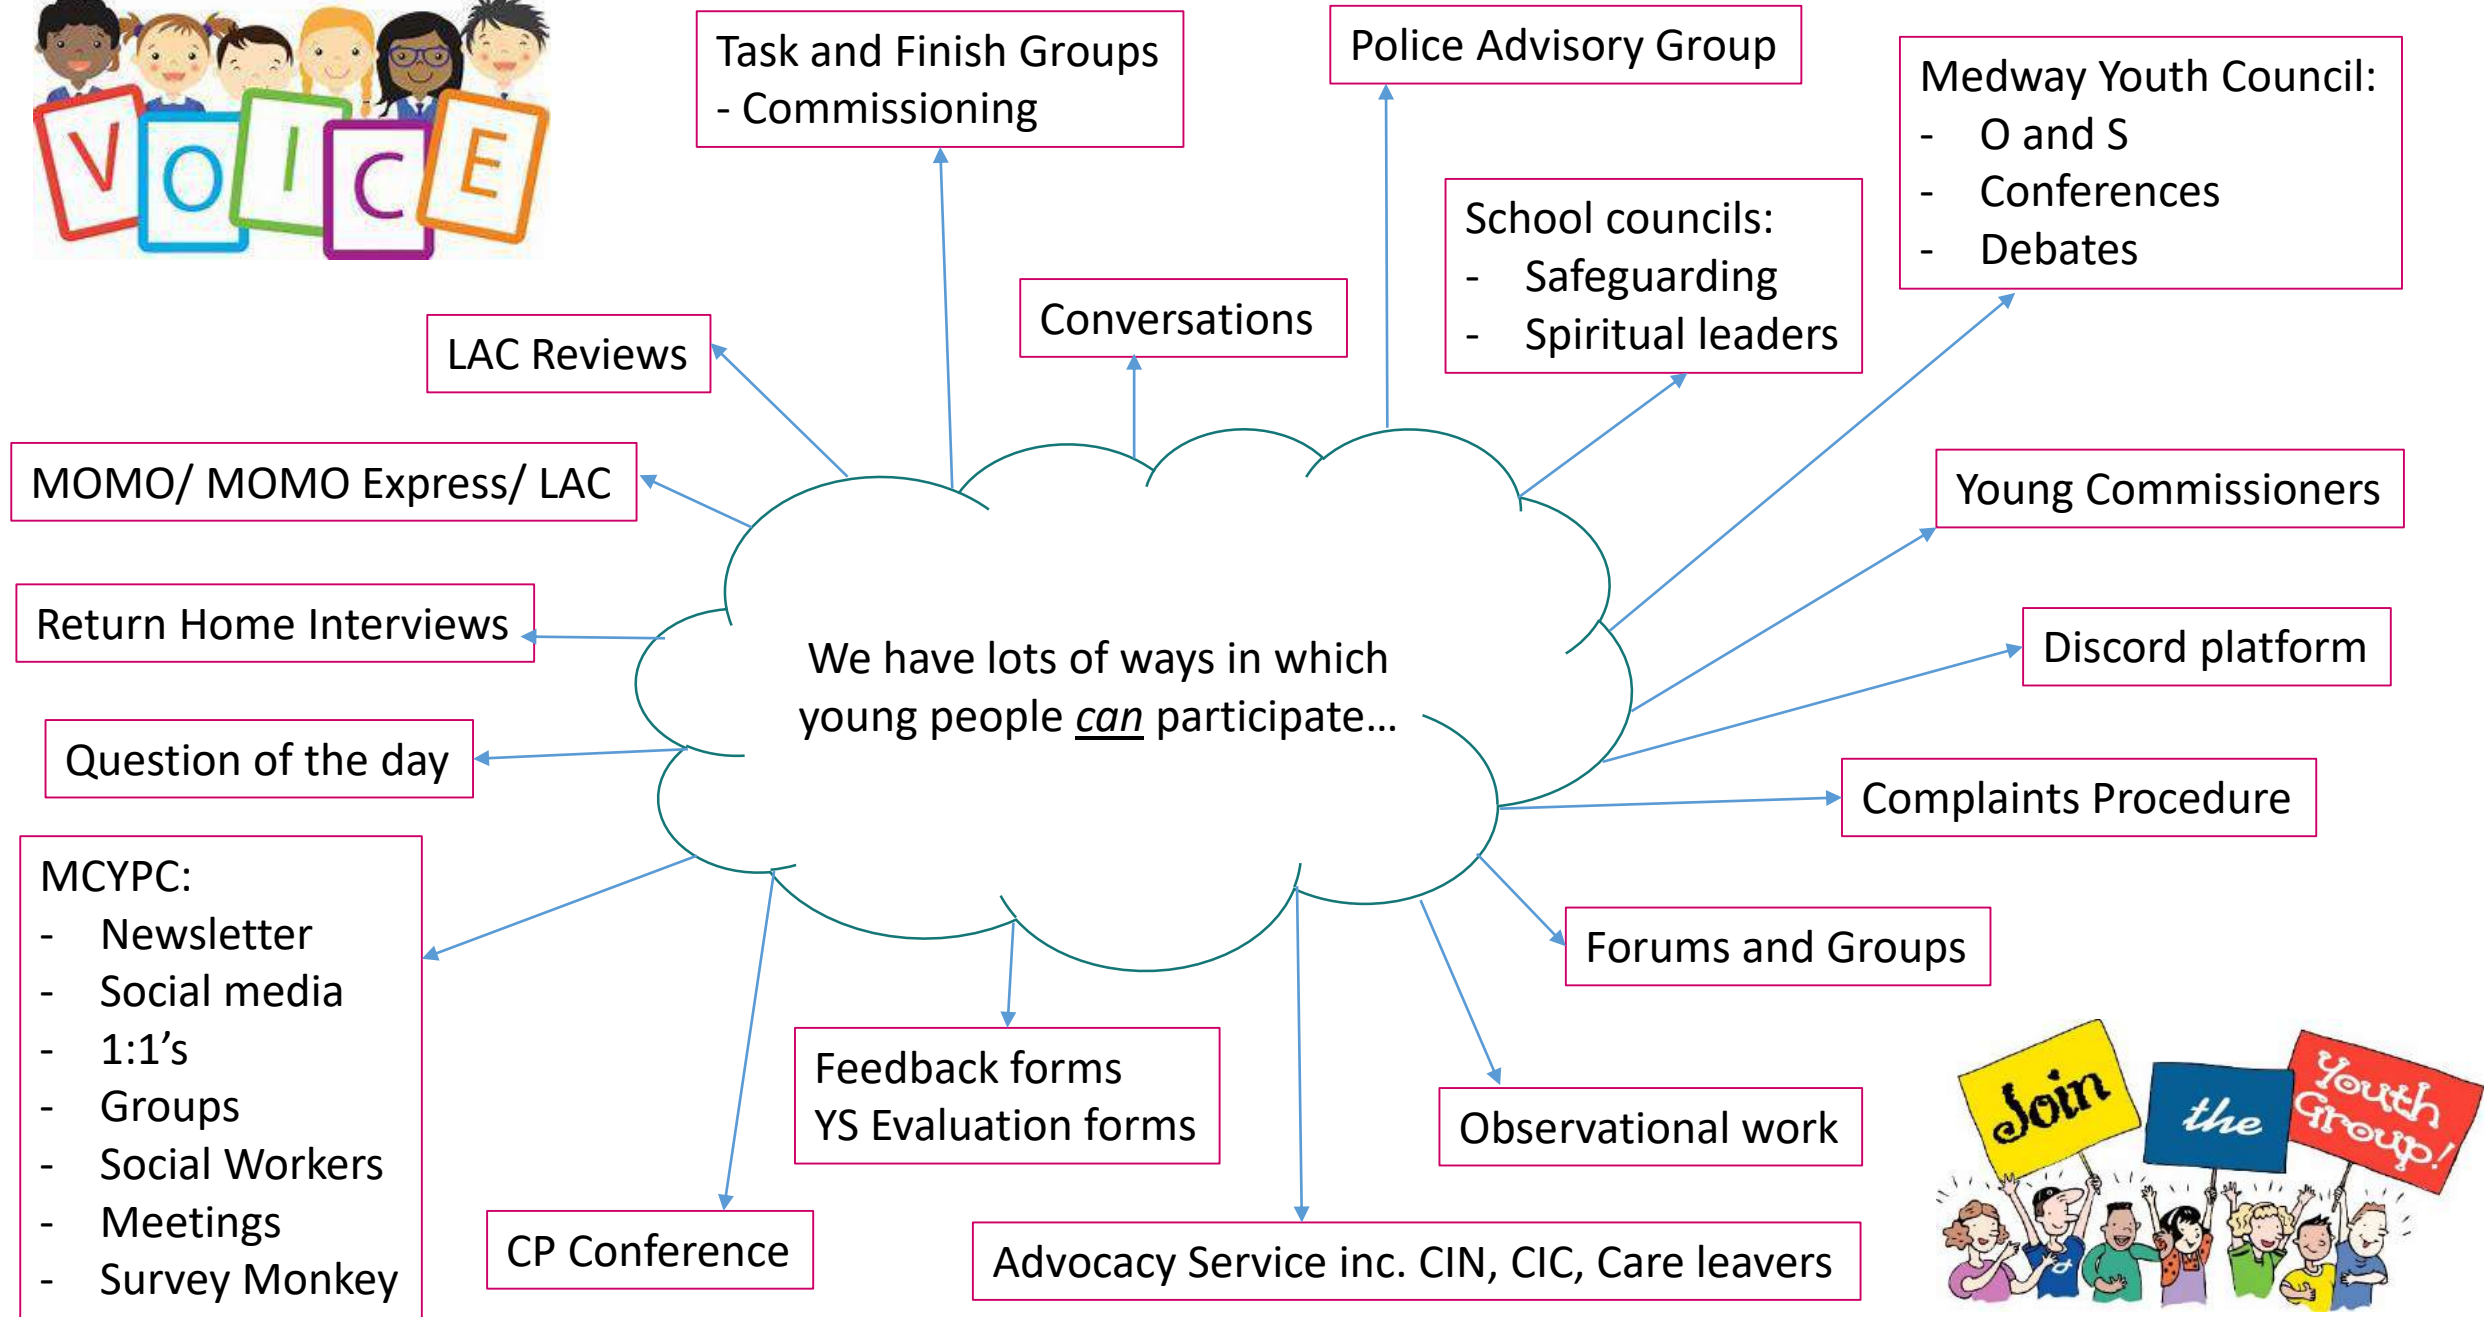 VOICE
Task and Finish Groups
- Commissioning
Police Advisory Group
Medway Youth Council:
- O and S
- Conferences
- Debates
School councils:
- Safeguarding
- Spiritual leaders
Conversations
LAC Reviews
MOMO/ MOMO Express/ LAC
Young Commissioners
Return Home Interviews
We have lots of ways in which
young people can participate...
Discord platform
Question of the day
Complaints Procedure
MCYPC:
- Newsletter
- Social media
- 1:1’s
- Groups
- Social Workers
- Meetings
- Survey Monkey
Forums and Groups
Feedback forms
YS Evaluation forms
Observational work
CP Conference
Advocacy Service inc. CIN, CIC, Care leavers
Join
the
Youth
Group!